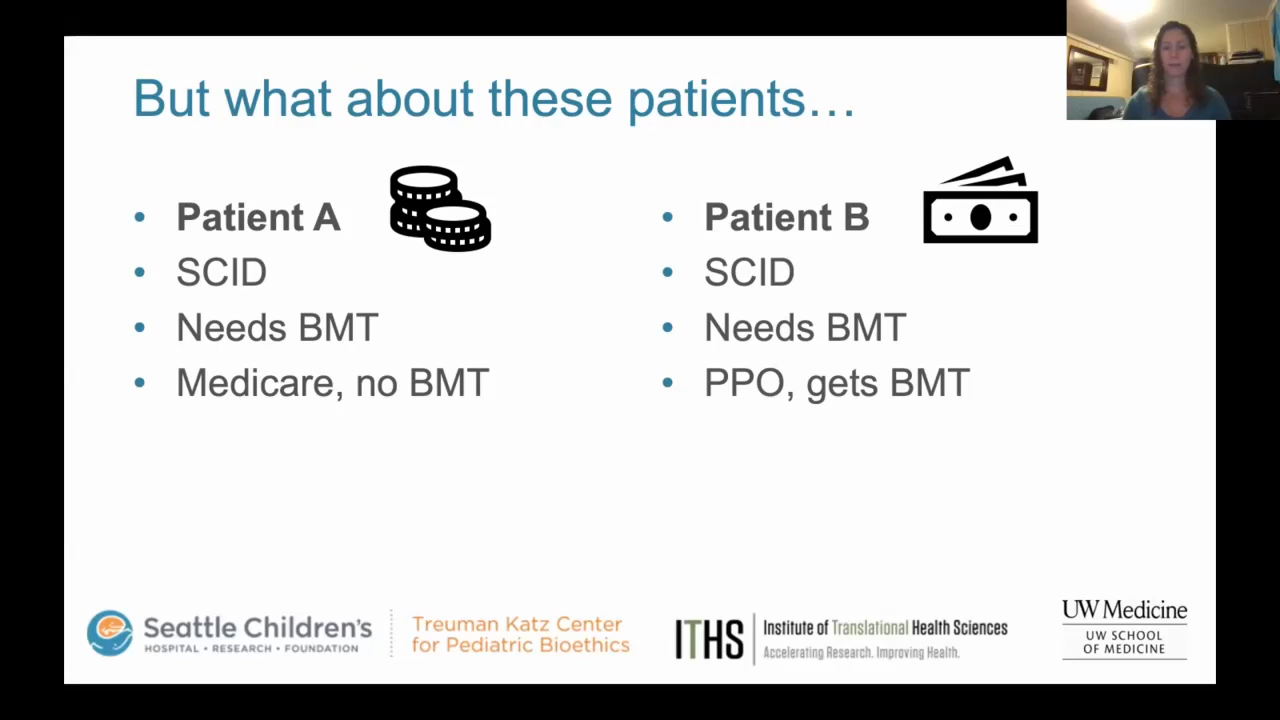 But what about these patients…
• Patient A
• SCID
• Needs BMT
• Medicare, no BMT
• Patient B
• SCID
• Needs BMT
• PPO, gets BMT
Seattle Children's
HOSPITAL • RESEARCH • FOUNDATION
Treuman Katz Center
for Pediatric Bioethics
ITHS
Institute of Translational Health Sciences
Accelerating Research. Improving Health.
UW Medicine
UW SCHOOL
OF MEDICINE